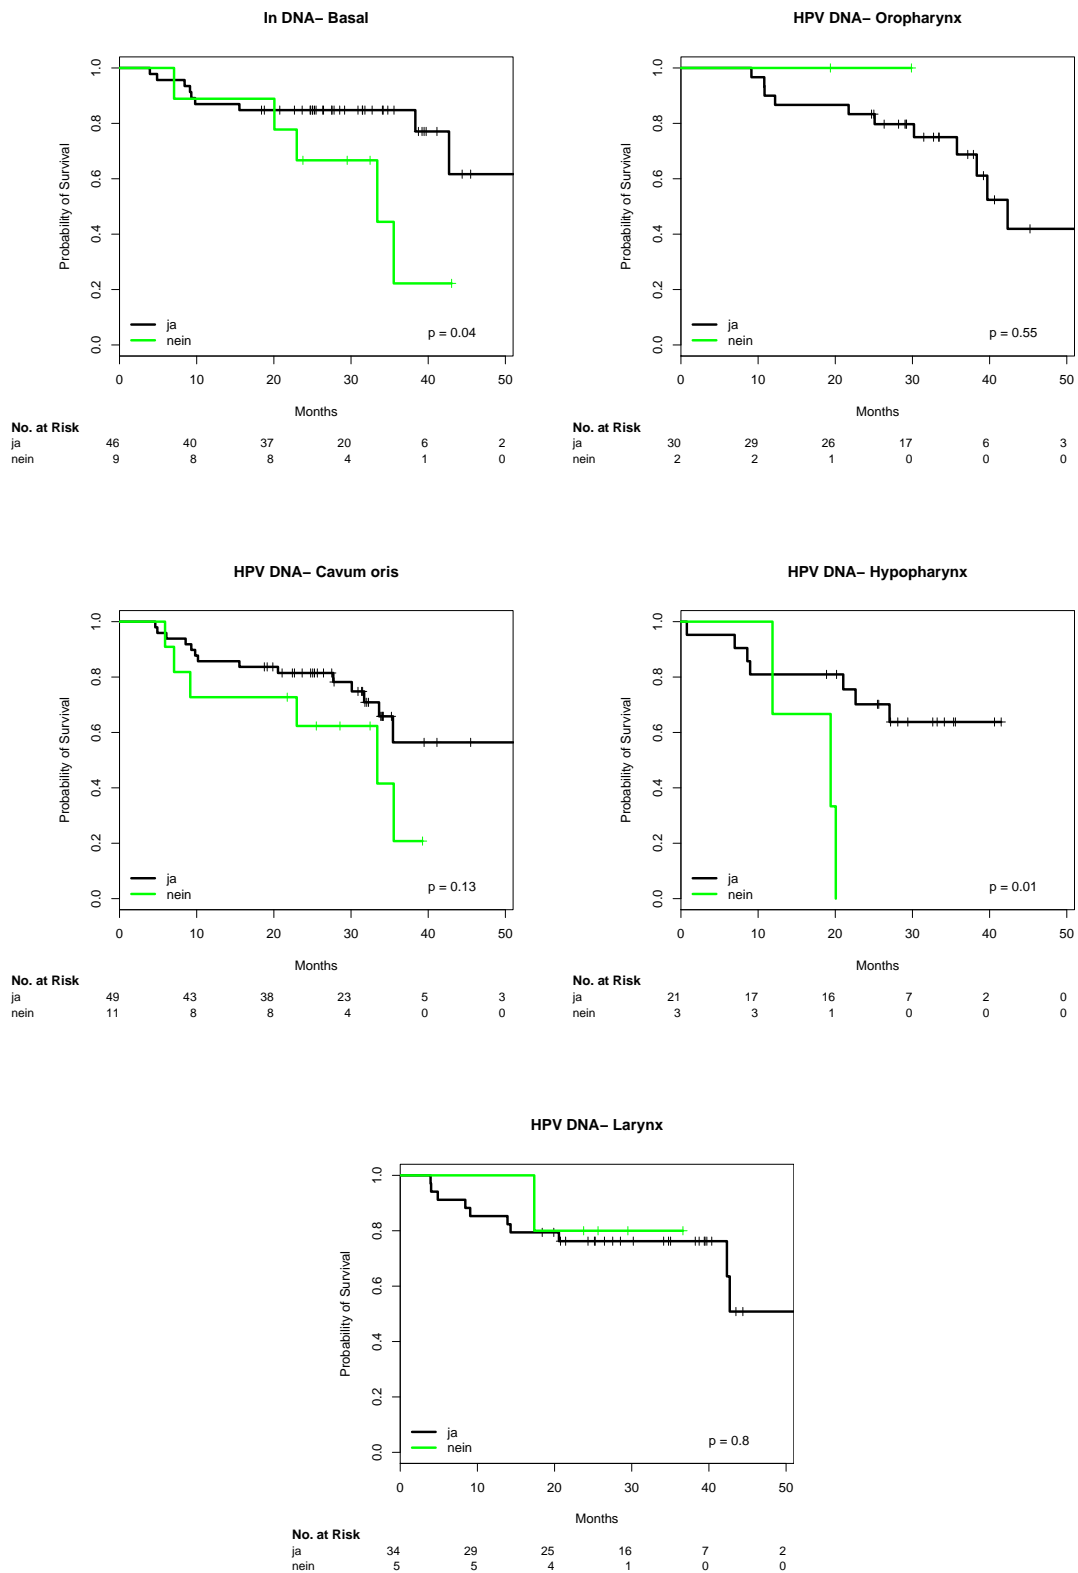 In DNA− Basal
Probability of Survival
1.0
0.8
0.6
0.4
0.2
0.0
ja
nein
p = 0.04
0 10 20 30 40 50
Months
No. at Risk
ja 46 40 37 20 6 2
nein 9 8 8 4 1 0
HPV DNA− Oropharynx
Probability of Survival
1.0
0.8
0.6
0.4
0.2
0.0
ja
nein
p = 0.55
0 10 20 30 40 50
Months
No. at Risk
ja 30 29 26 17 6 3
nein 2 2 1 0 0 0
HPV DNA− Cavum oris
Probability of Survival
1.0
0.8
0.6
0.4
0.2
0.0
ja
nein
p = 0.13
0 10 20 30 40 50
Months
No. at Risk
ja 49 43 38 23 5 3
nein 11 8 8 4 0 0
HPV DNA− Hypopharynx
Probability of Survival
1.0
0.8
0.6
0.4
0.2
0.0
ja
nein
p = 0.01
0 10 20 30 40 50
Months
No. at Risk
ja 21 17 16 7 2 0
nein 3 3 1 0 0 0
HPV DNA− Larynx
Probability of Survival
1.0
0.8
0.6
0.4
0.2
0.0
ja
nein
p = 0.8
0 10 20 30 40 50
Months
No. at Risk
ja 34 29 25 16 7 2
nein 5 5 4 1 0 0